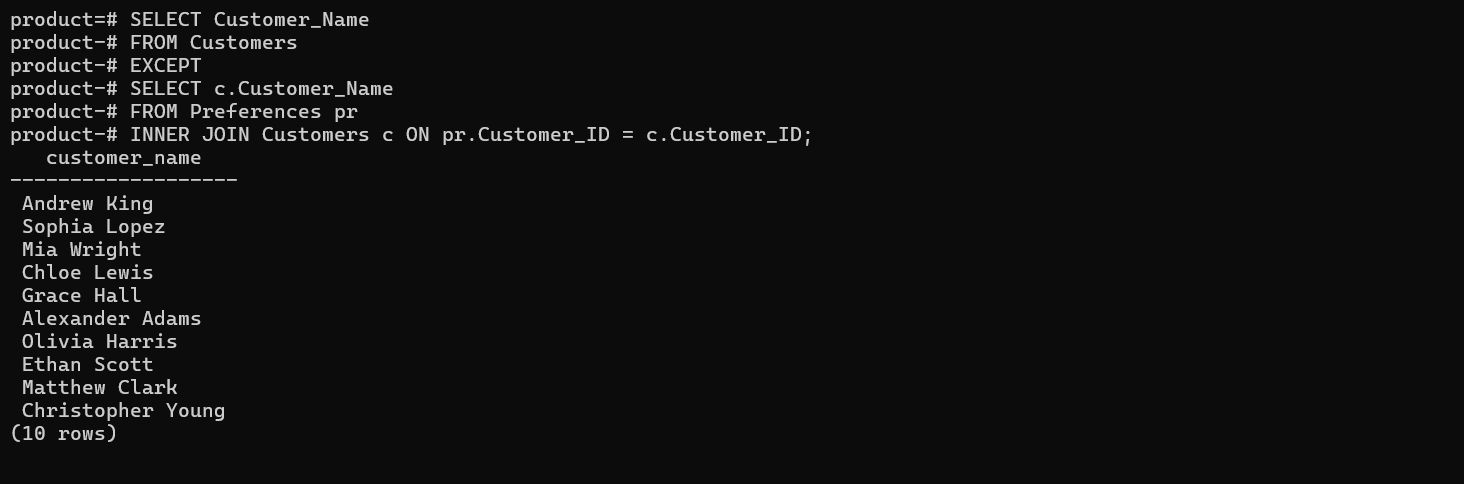 product=# SELECT Customer_Name
product-# FROM Customers
product-# EXCEPT
product-# SELECT c.Customer_Name
product-# FROM Preferences pr
product-# INNER JOIN Customers c ON pr.Customer_ID = c.Customer_ID;
   customer_name
-------------------
 Andrew King
 Sophia Lopez
 Mia Wright
 Chloe Lewis
 Grace Hall
 Alexander Adams
 Olivia Harris
 Ethan Scott
 Matthew Clark
 Christopher Young
(10 rows)